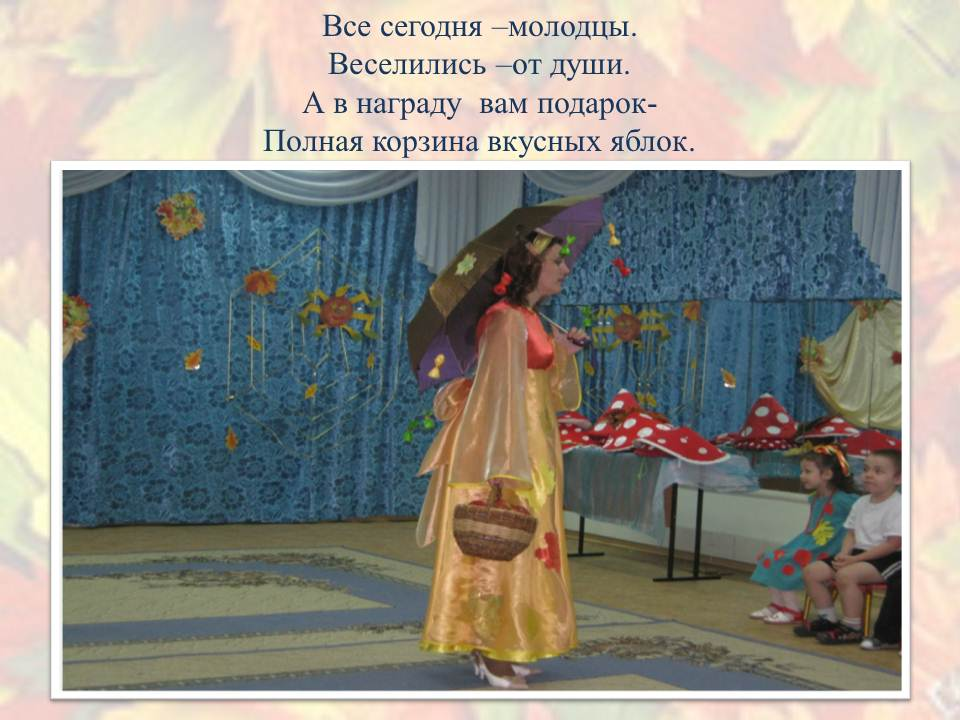 Все сегодня –молодцы.
Веселились –от души.
А в награду  вам подарок-
Полная корзина вкусных яблок.